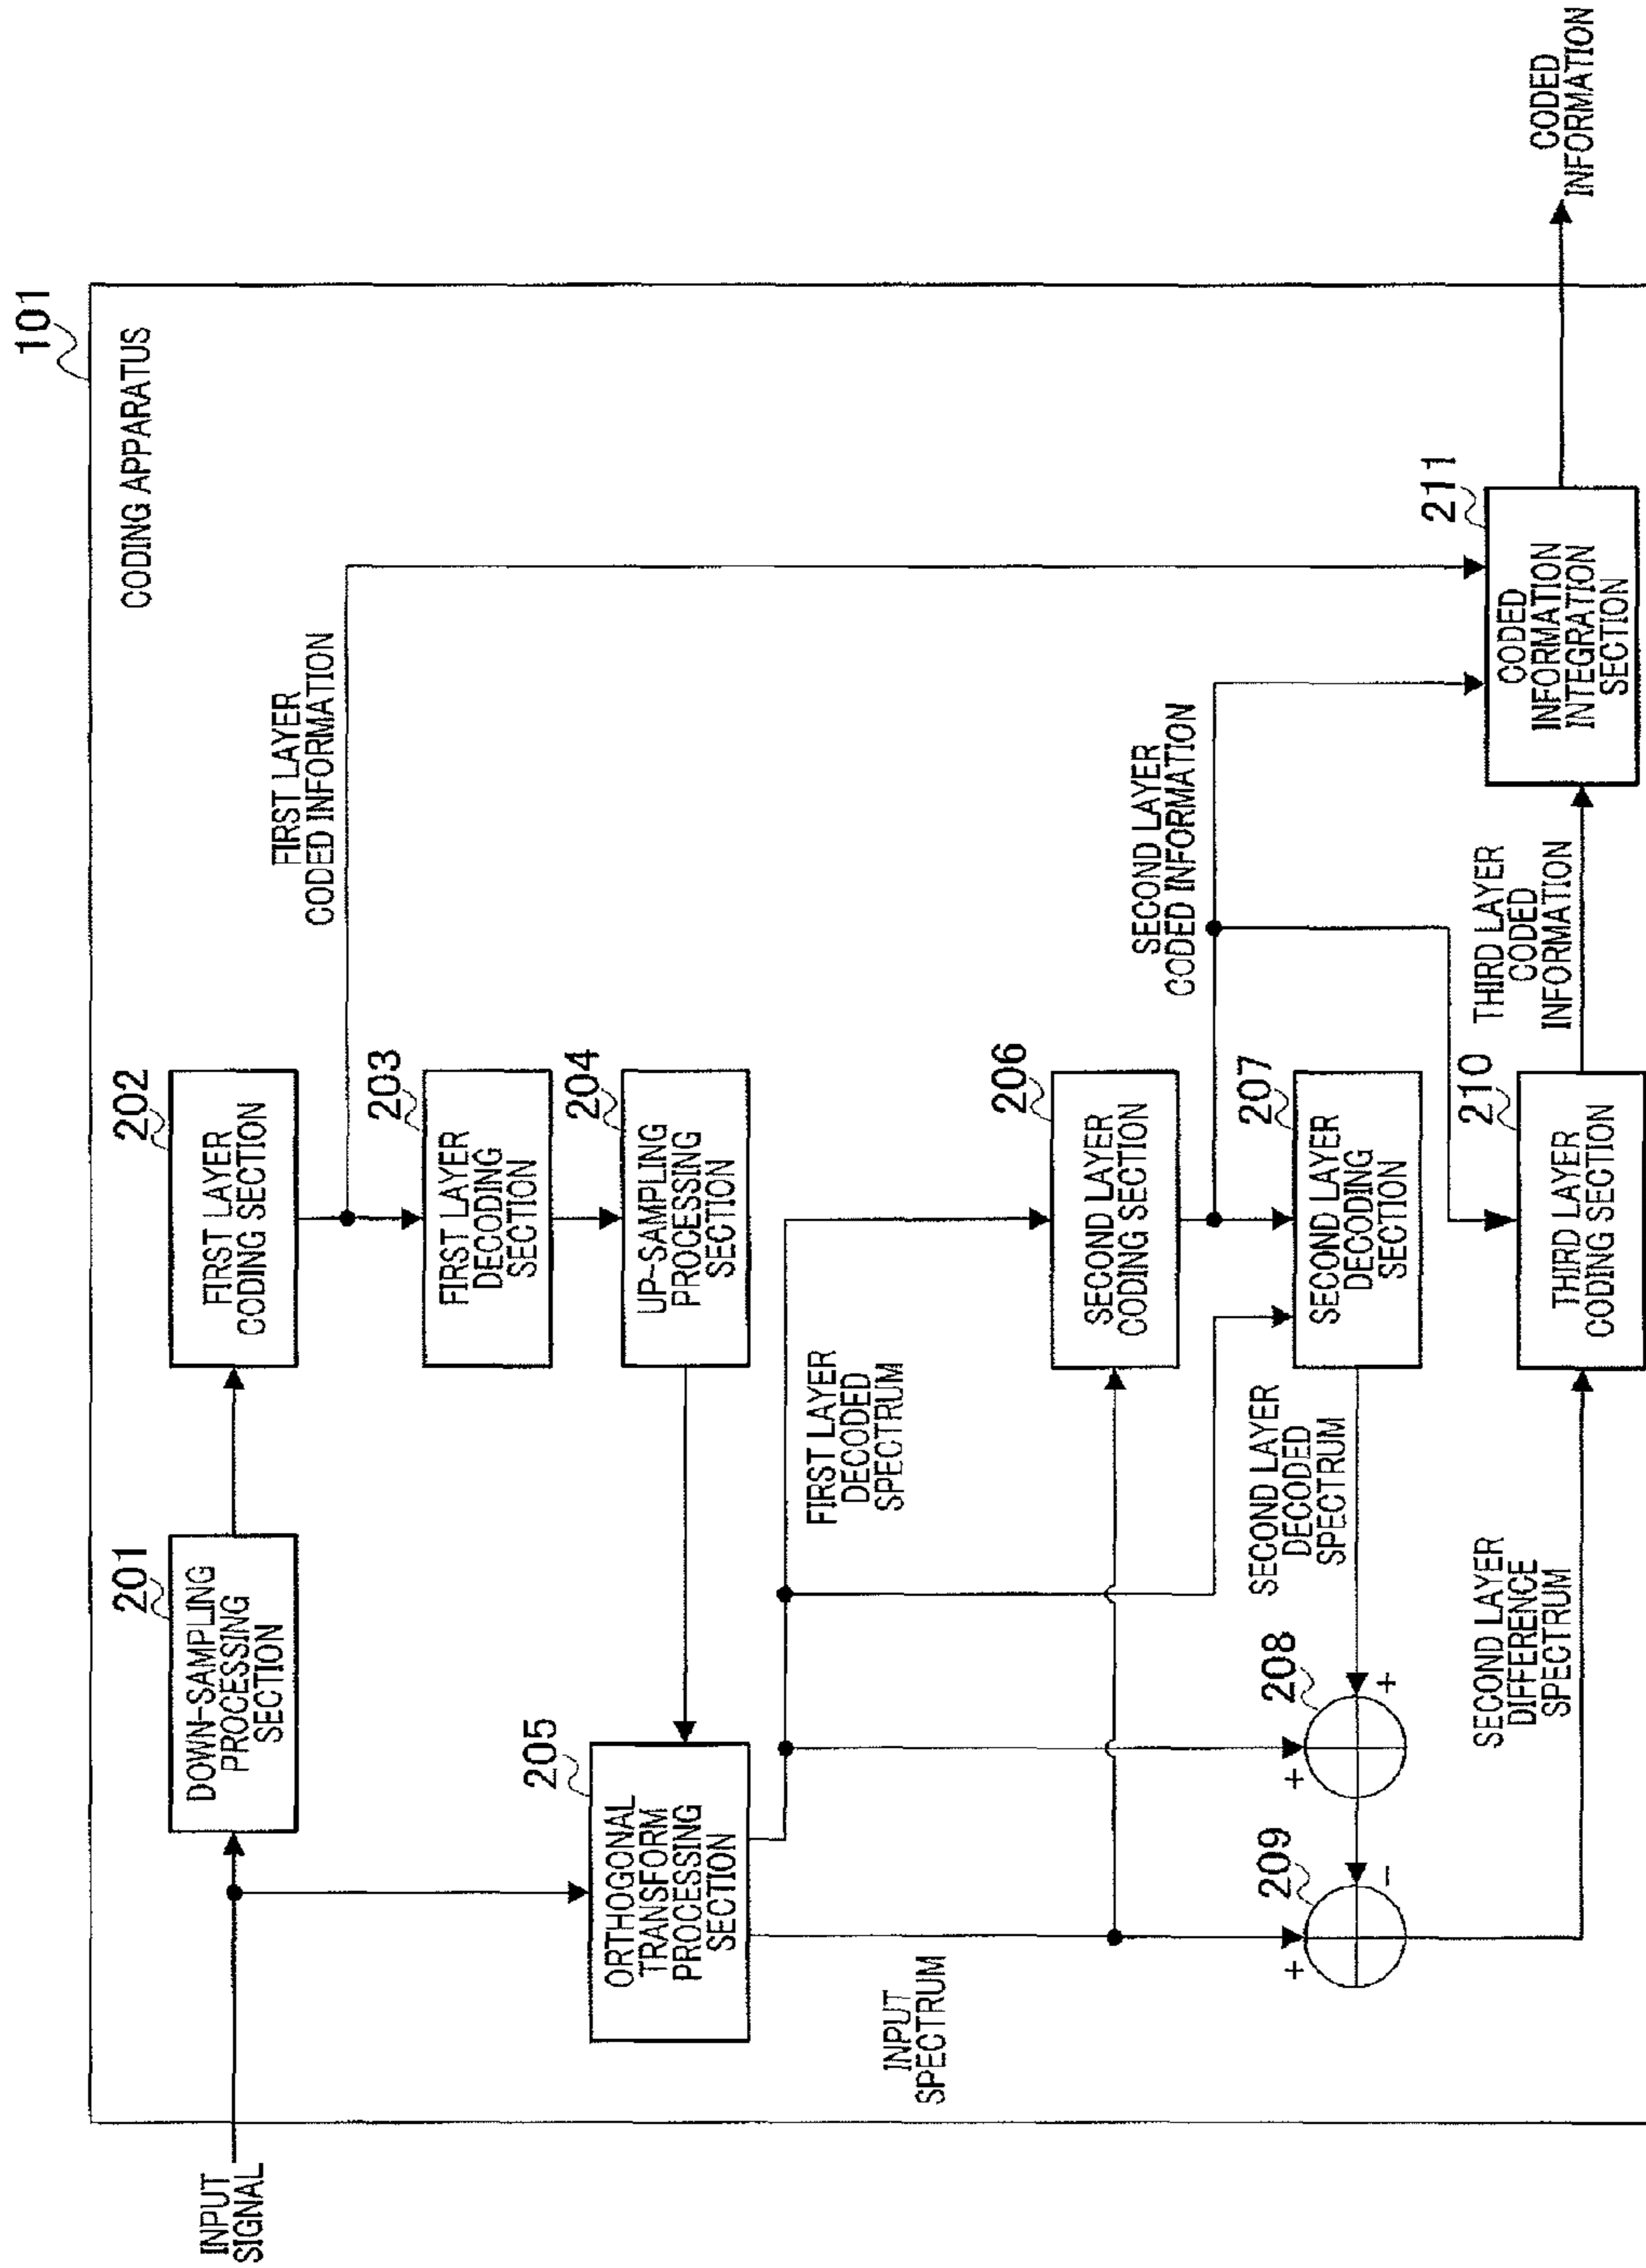 101
CODING APPARATUS
INPUT
SIGNAL
201
DOWN-SAMPLING
PROCESSING
SECTION
202
FIRST LAYER
CODING SECTION
FIRST LAYER
CODED INFORMATION
203
FIRST LAYER
DECODING
SECTION
204
UP-SAMPLING
PROCESSING
SECTION
205
ORTHOGONAL
TRANSFORM
PROCESSING
SECTION
INPUT
SPECTRUM
FIRST LAYER
DECODED
SPECTRUM
206
SECOND LAYER
CODING SECTION
SECOND LAYER
CODED INFORMATION
207
SECOND LAYER
DECODING
SECTION
SECOND LAYER
DECODED
SPECTRUM
208
+
+
209
+
−
SECOND LAYER
DIFFERENCE
SPECTRUM
210
THIRD LAYER
CODING SECTION
THIRD LAYER
CODED
INFORMATION
211
CODED
INFORMATION
INTEGRATION
SECTION
CODED
INFORMATION